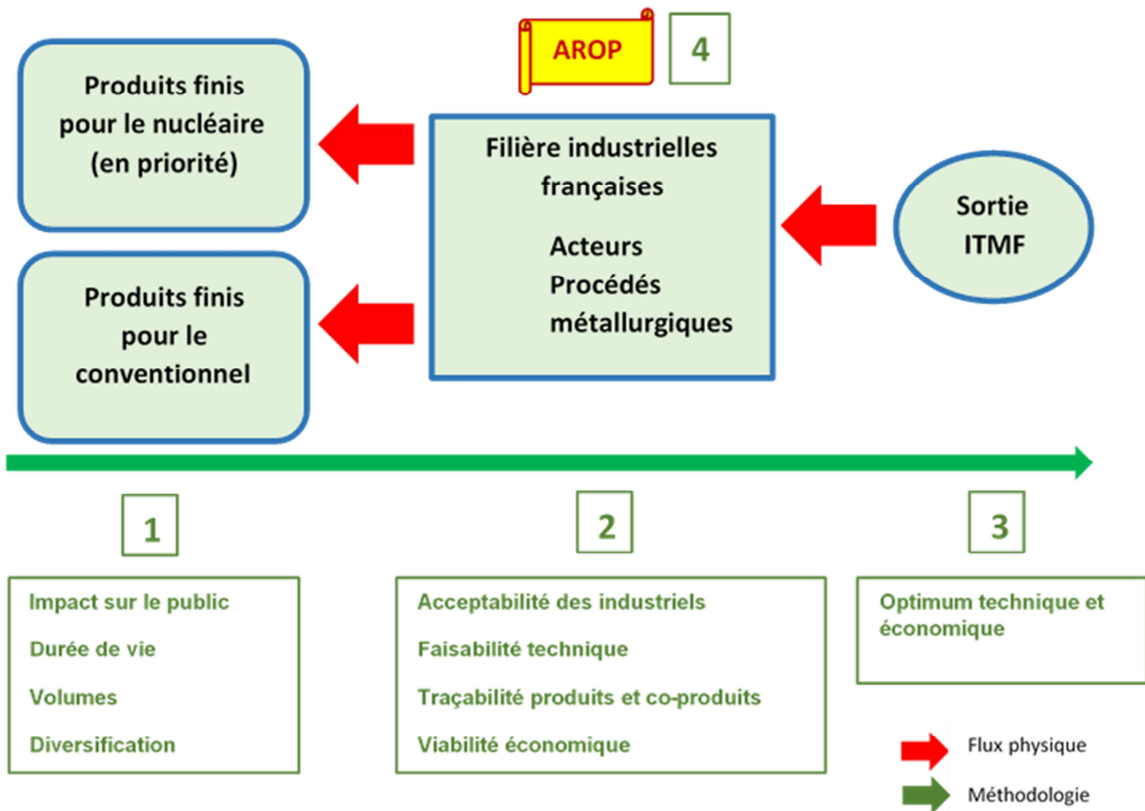 AROP
4
Produits finis
pour le nucléaire
(en priorité)
Filière industrielles
françaises
Acteurs
Procédés
métallurgiques
Sortie
ITMF
Produits finis
pour le
conventionnel
1
2
3
Impact sur le public
Durée de vie
Volumes
Diversification
Acceptabilité des industriels
Faisabilité technique
Traçabilité produits et co-produits
Viabilité économique
Optimum technique et
économique
Flux physique
Méthodologie